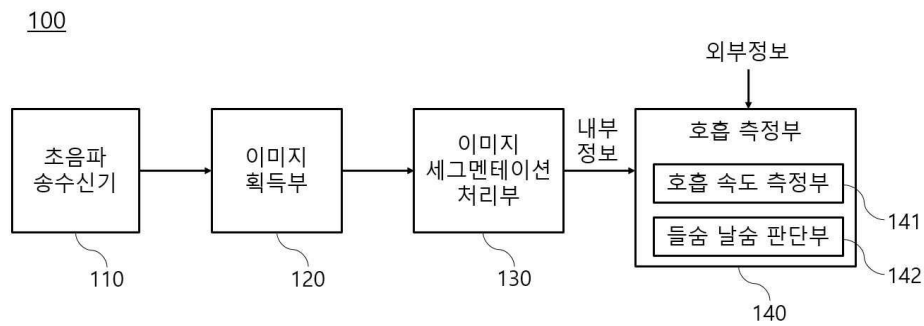 100
외부정보
초음파
송수신기
이미지
획득부
이미지
세그멘테이션
처리부
내부
정보
호흡 측정부
호흡 속도 측정부
들숨 날숨 판단부
110
120
130
140
141
142